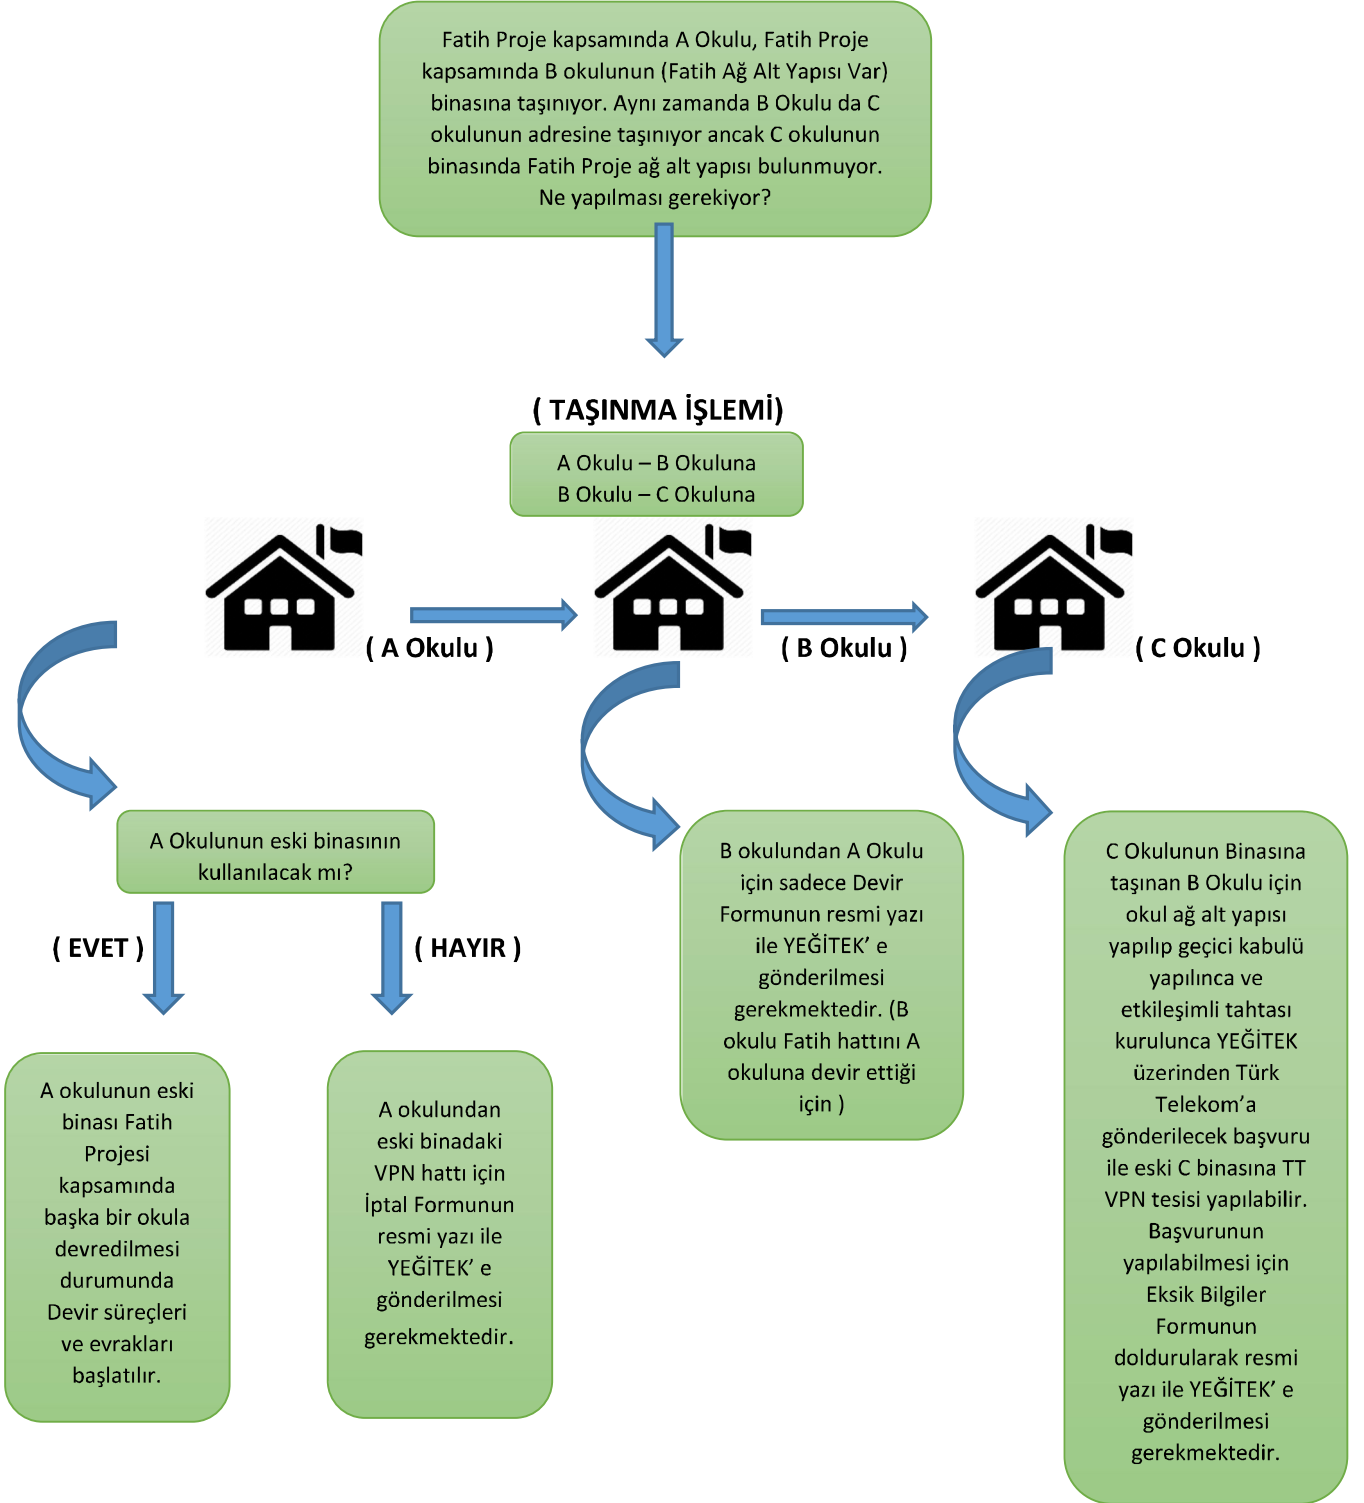 Fatih Proje kapsamında A Okulu, Fatih Proje
kapsamında B okulunun (Fatih Ağ Alt Yapısı Var)
binasına taşınıyor. Aynı zamanda B Okulu da C
okulunun adresine taşınıyor ancak C okulunun
binasında Fatih Proje ağ alt yapısı bulunmuyor.
Ne yapılması gerekiyor?
( TAŞINMA İŞLEMİ)
A Okulu – B Okuluna
B Okulu – C Okuluna
( A Okulu )
( B Okulu )
( C Okulu )
A Okulunun eski binasının
kullanılacak mı?
( EVET )
( HAYIR )
A okulunun eski
binası Fatih
Projesi
kapsamında
başka bir okula
devredilmesi
durumunda
Devir süreçleri
ve evrakları
başlatılır.
A okulundan
eski binadaki
VPN hattı için
İptal Formunun
resmi yazı ile
YEĞİTEK’ e
gönderilmesi
gerekmektedir.
B okulundan A Okulu
için sadece Devir
Formunun resmi yazı
ile YEĞİTEK’ e
gönderilmesi
gerekmektedir. (B
okulu Fatih hattını A
okuluna devir ettiği
için )
C Okulunun Binasına
taşınan B Okulu için
okul ağ alt yapısı
yapılıp geçici kabulü
yapılınca ve
etkileşimli tahtası
kurulunca YEĞİTEK
üzerinden Türk
Telekom’a
gönderilecek başvuru
ile eski C binasına TT
VPN tesisi yapılabilir.
Başvurunun
yapılabilmesi için
Eksik Bilgiler
Formunun
doldurularak resmi
yazı ile YEĞİTEK’ e
gönderilmesi
gerekmektedir.